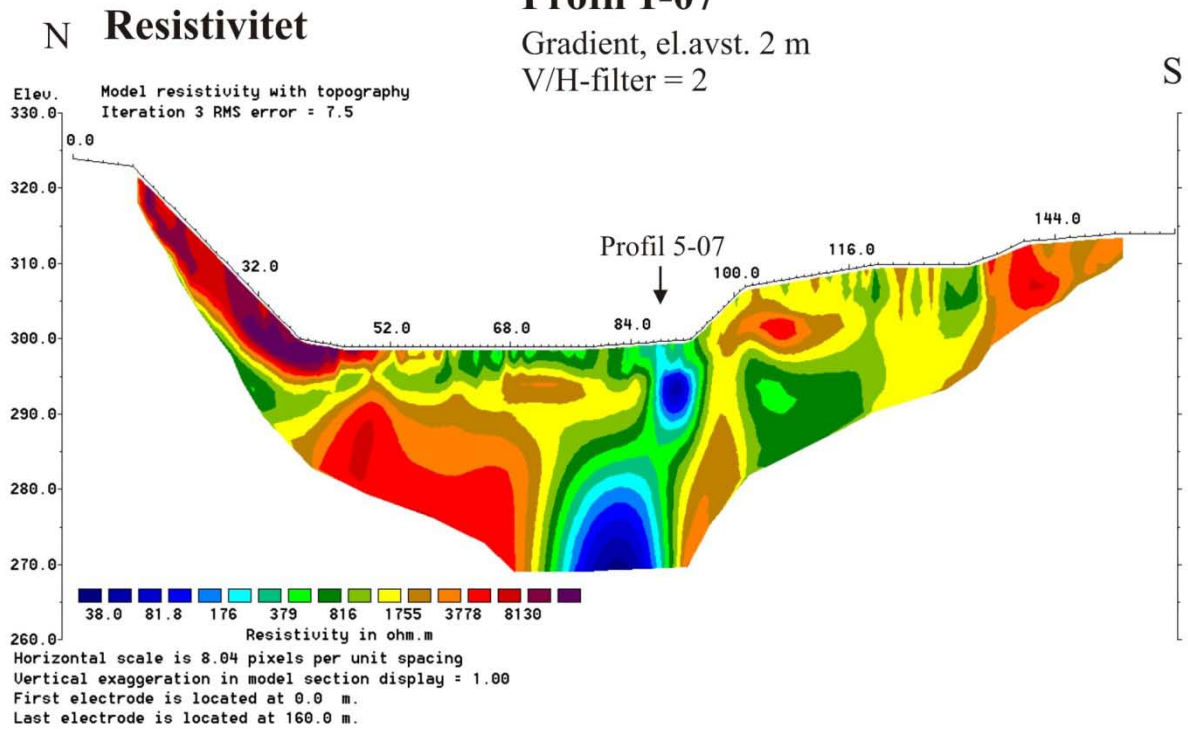 Profil 1-07
N Resistivitet
Gradient, el.avst. 2 m
V/H-filter = 2
S
Elev. Model resistivity with topography
Iteration 3 RMS error = 7.5
330.0
0.0
320.0
144.0
Profil 5-07
116.0
310.0
32.0
100.0
300.0
52.0 68.0 84.0
290.0
280.0
270.0
38.0 81.8 176 379 816 1755 3778 8130
260.0
Resistivity in ohm.m
Horizontal scale is 8.04 pixels per unit spacing
Vertical exaggeration in model section display = 1.00
First electrode is located at 0.0 m.
Last electrode is located at 160.0 m.